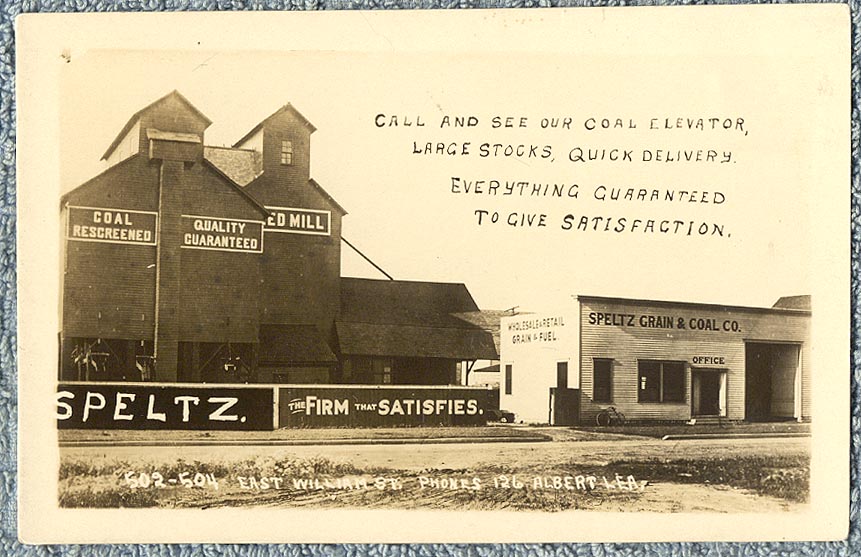 CALL AND SEE OUR COAL ELEVATOR,
LARGE STOCKS, QUICK DELIVERY.
EVERYTHING GUARANTEED
TO GIVE SATISFACTION.
COAL
RESCREENED
QUALITY
GUARANTEED
ED MILL
WHOLESALE & RETAIL
GRAIN & FUEL.
SPELTZ GRAIN & COAL CO.
OFFICE
SPELTZ.
THE FIRM THAT SATISFIES.
502-504 EAST WILLIAM ST. PHONES 126 ALBERT LEA,